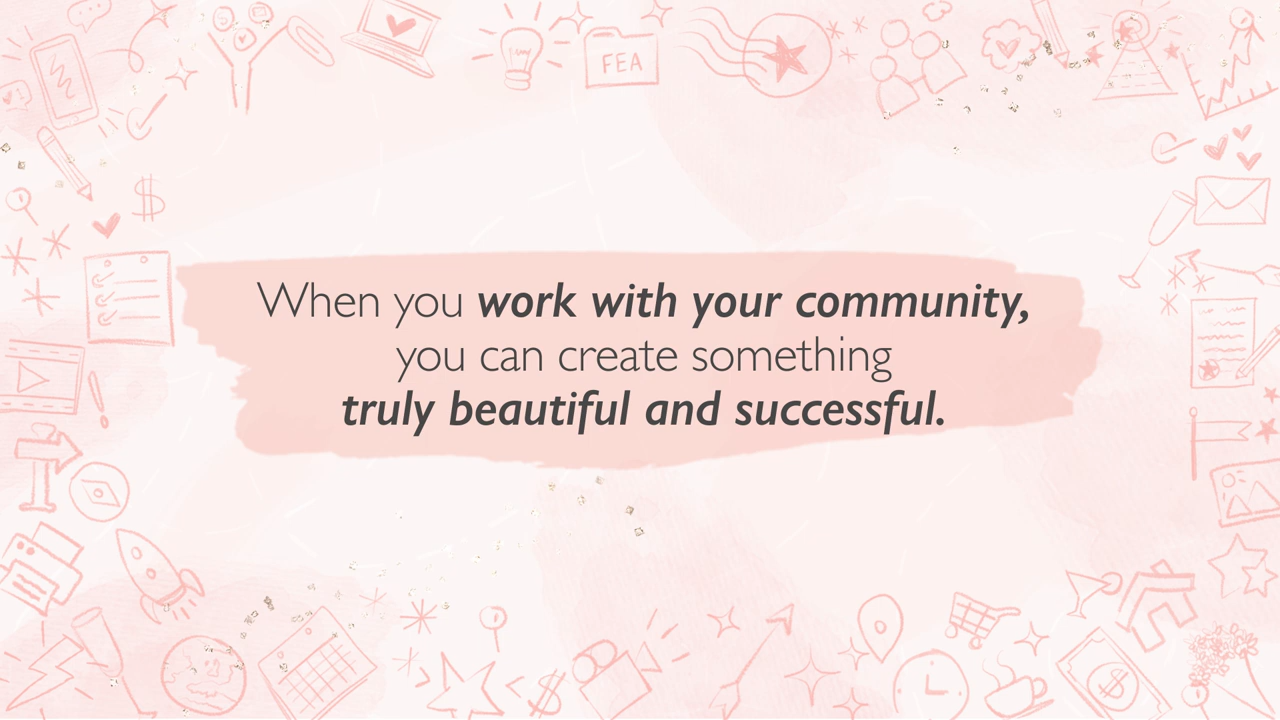 FEA
When you work with your community,
you can create something
truly beautiful and successful.
$
$
$